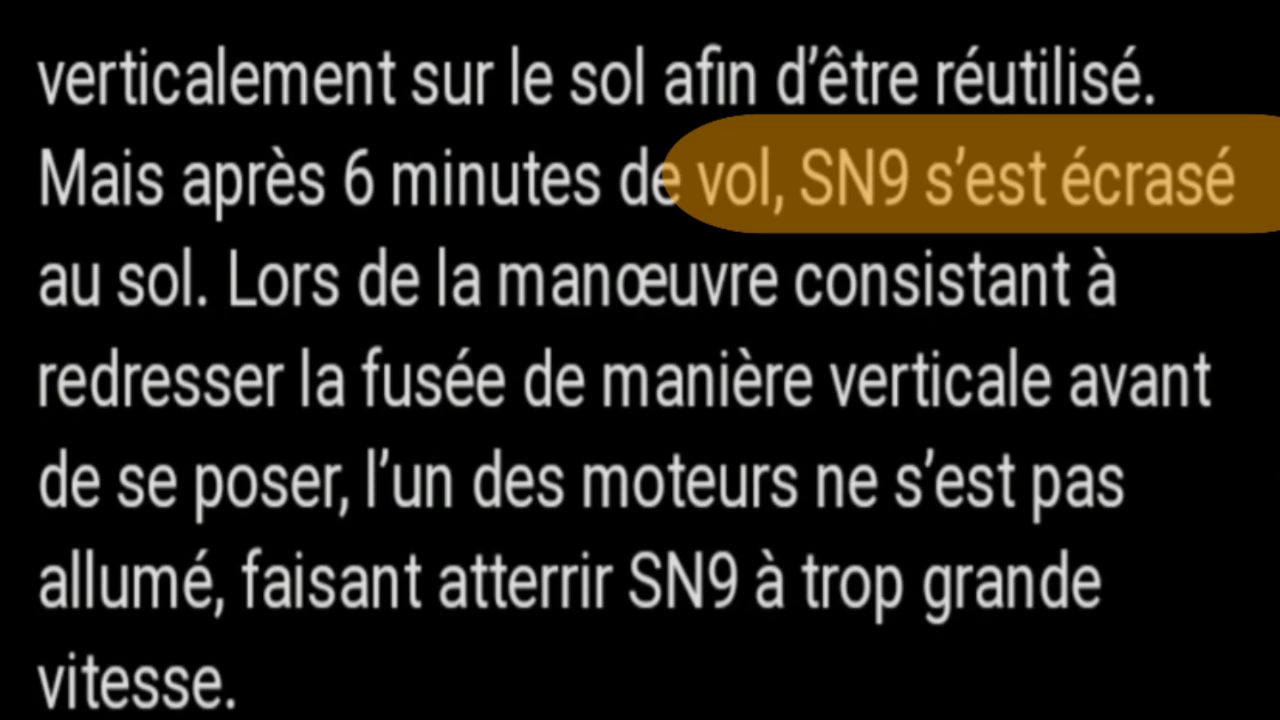 verticalement sur le sol afin d’être réutilisé.
Mais après 6 minutes de vol, SN9 s’est écrasé
au sol. Lors de la manœuvre consistant à
redresser la fusée de manière verticale avant
de se poser, l’un des moteurs ne s’est pas
allumé, faisant atterrir SN9 à trop grande
vitesse.